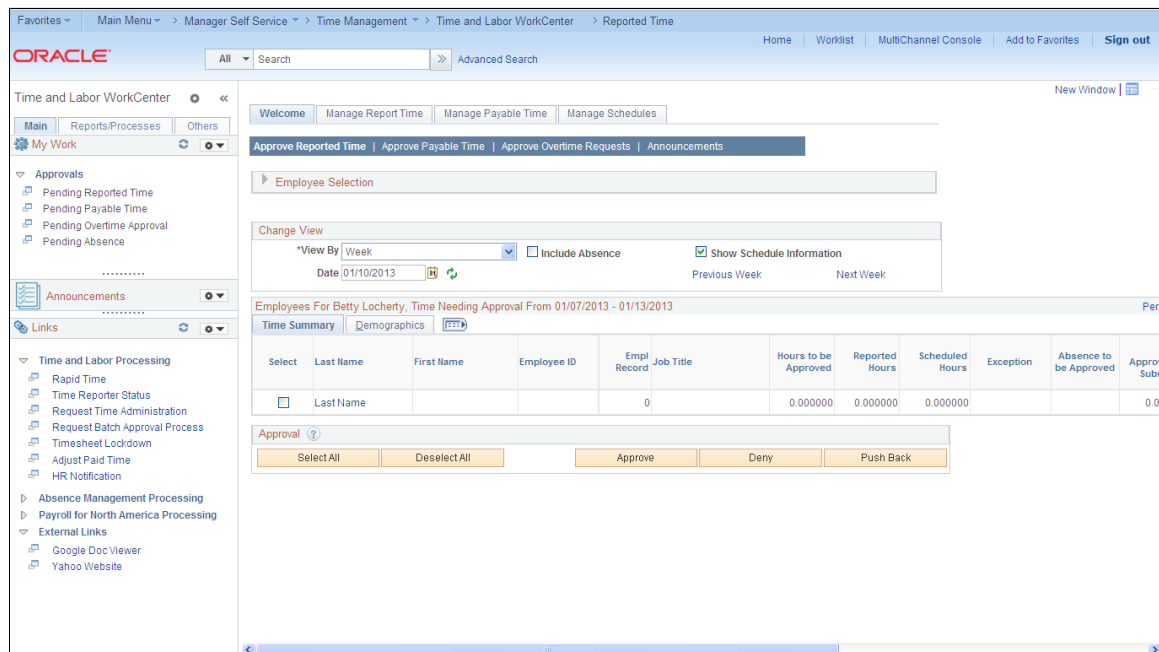 Favorites Main Menu > Manager Self Service > Time Management > Time and Labor WorkCenter > Reported Time
Home Worklist MultiChannel Console Add to Favorites Sign out
ORACLE All Search Advanced Search
New Window
Time and Labor WorkCenter «
Main Reports/Processes Others
My Work
Approvals
Pending Reported Time
Pending Payable Time
Pending Overtime Approval
Pending Absence
Announcements
Links
Time and Labor Processing
Rapid Time
Time Reporter Status
Request Time Administration
Request Batch Approval Process
Timesheet Lockdown
Adjust Paid Time
HR Notification
Absence Management Processing
Payroll for North America Processing
External Links
Google Doc Viewer
Yahoo Website
Welcome Manage Report Time Manage Payable Time Manage Schedules
Approve Reported Time | Approve Payable Time | Approve Overtime Requests | Announcements
Employee Selection
Change View
*View By Week Include Absence Show Schedule Information
Date 01/10/2013 Previous Week Next Week
Employees For Betty Locherty, Time Needing Approval From 01/07/2013 - 01/13/2013 Per
Time Summary Demographics
Select Last Name First Name Employee ID Empl Record Job Title Hours to be Approved Reported Hours Scheduled Hours Exception Absence to be Approved Approv Subm
Last Name 0 0.000000 0.000000 0.000000 0.0
Approval ?
Select All Deselect All Approve Deny Push Back